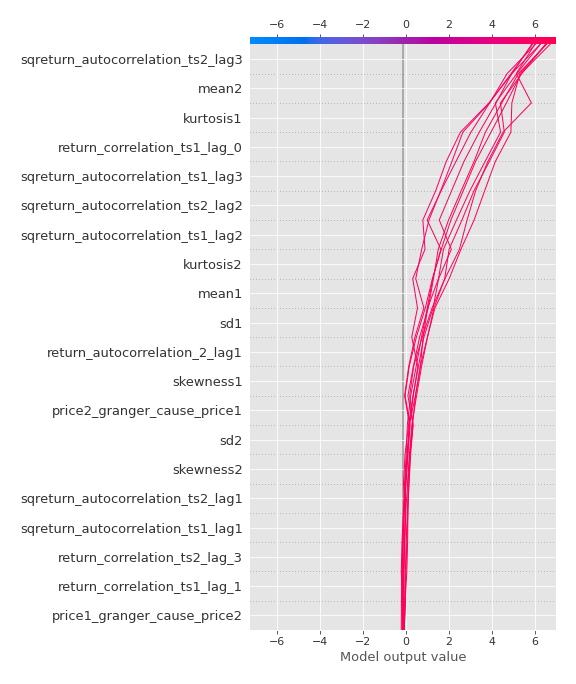 −6 −4 −2 0 2 4 6
sqreturn_autocorrelation_ts2_lag3
mean2
kurtosis1
return_correlation_ts1_lag_0
sqreturn_autocorrelation_ts1_lag3
sqreturn_autocorrelation_ts2_lag2
sqreturn_autocorrelation_ts1_lag2
kurtosis2
mean1
sd1
return_autocorrelation_2_lag1
skewness1
price2_granger_cause_price1
sd2
skewness2
sqreturn_autocorrelation_ts2_lag1
sqreturn_autocorrelation_ts1_lag1
return_correlation_ts2_lag_3
return_correlation_ts1_lag_1
price1_granger_cause_price2
−6 −4 −2 0 2 4 6
Model output value